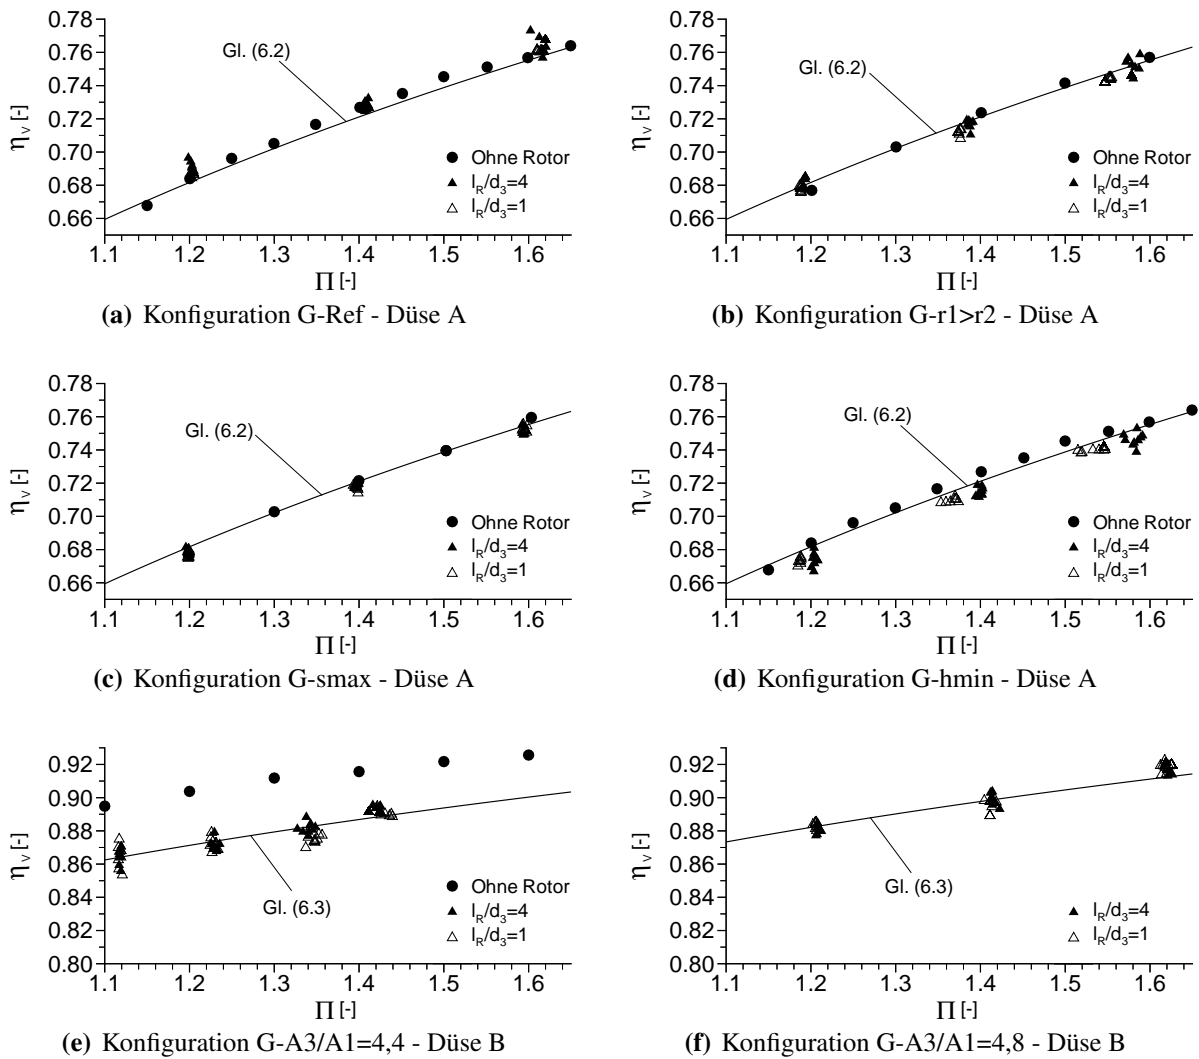 0.78
0.76
0.74
0.72
0.70
0.68
0.66
η_v [-]
Gl. (6.2)
Ohne Rotor
l_R/d_3=4
l_R/d_3=1
1.1 1.2 1.3 1.4 1.5 1.6
Π [-]
(a) Konfiguration G-Ref - Düse A
0.78
0.76
0.74
0.72
0.70
0.68
0.66
η_v [-]
Gl. (6.2)
Ohne Rotor
l_R/d_3=4
l_R/d_3=1
1.1 1.2 1.3 1.4 1.5 1.6
Π [-]
(b) Konfiguration G-r1>r2 - Düse A
0.78
0.76
0.74
0.72
0.70
0.68
0.66
η_v [-]
Gl. (6.2)
Ohne Rotor
l_R/d_3=4
l_R/d_3=1
1.1 1.2 1.3 1.4 1.5 1.6
Π [-]
(c) Konfiguration G-smax - Düse A
0.78
0.76
0.74
0.72
0.70
0.68
0.66
η_v [-]
Gl. (6.2)
Ohne Rotor
l_R/d_3=4
l_R/d_3=1
1.1 1.2 1.3 1.4 1.5 1.6
Π [-]
(d) Konfiguration G-hmin - Düse A
0.92
0.90
0.88
0.86
0.84
0.82
0.80
η_v [-]
Gl. (6.3)
Ohne Rotor
l_R/d_3=4
l_R/d_3=1
1.1 1.2 1.3 1.4 1.5 1.6
Π [-]
(e) Konfiguration G-A3/A1=4,4 - Düse B
0.92
0.90
0.88
0.86
0.84
0.82
0.80
η_v [-]
Gl. (6.3)
l_R/d_3=4
l_R/d_3=1
1.1 1.2 1.3 1.4 1.5 1.6
Π [-]
(f) Konfiguration G-A3/A1=4,8 - Düse B